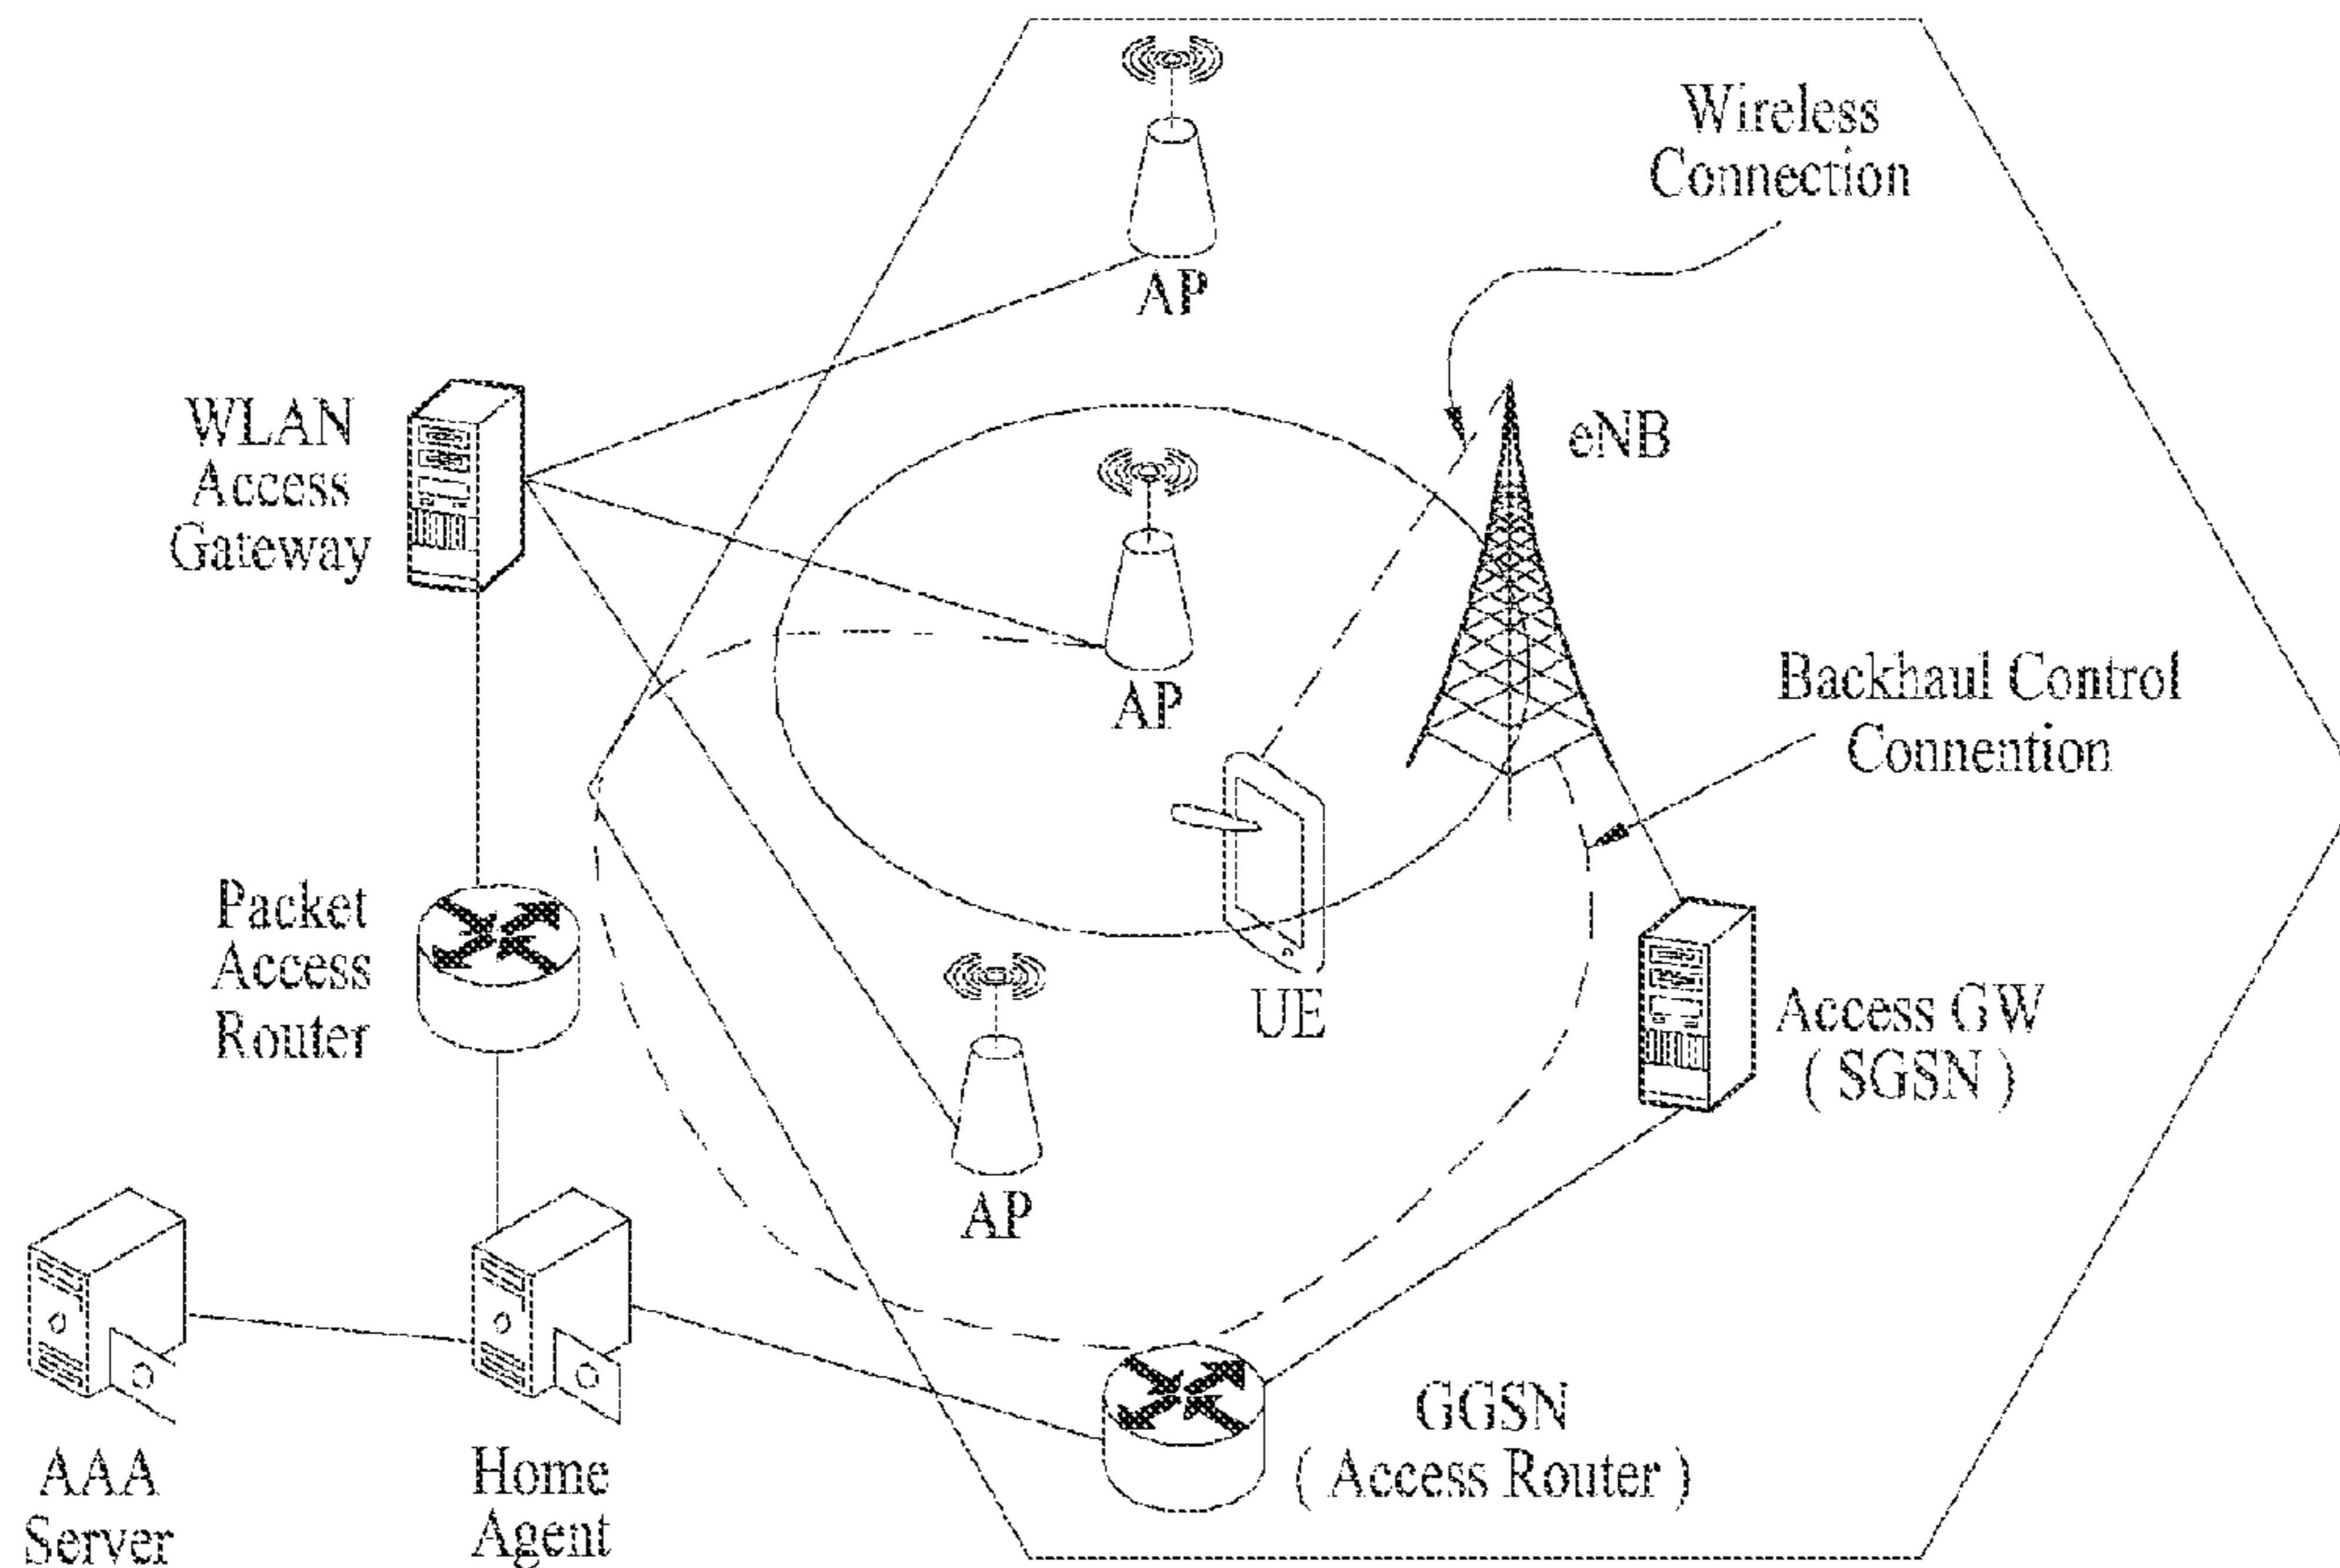 Wireless
Connection
AP
WLAN
Access
Gateway
eNB
AP
Backhaul Control
Connention
Packet
Access
Router
UE
Access GW
( SGSN )
AP
GGSN
( Access Router )
AAA
Server
Home
Agent